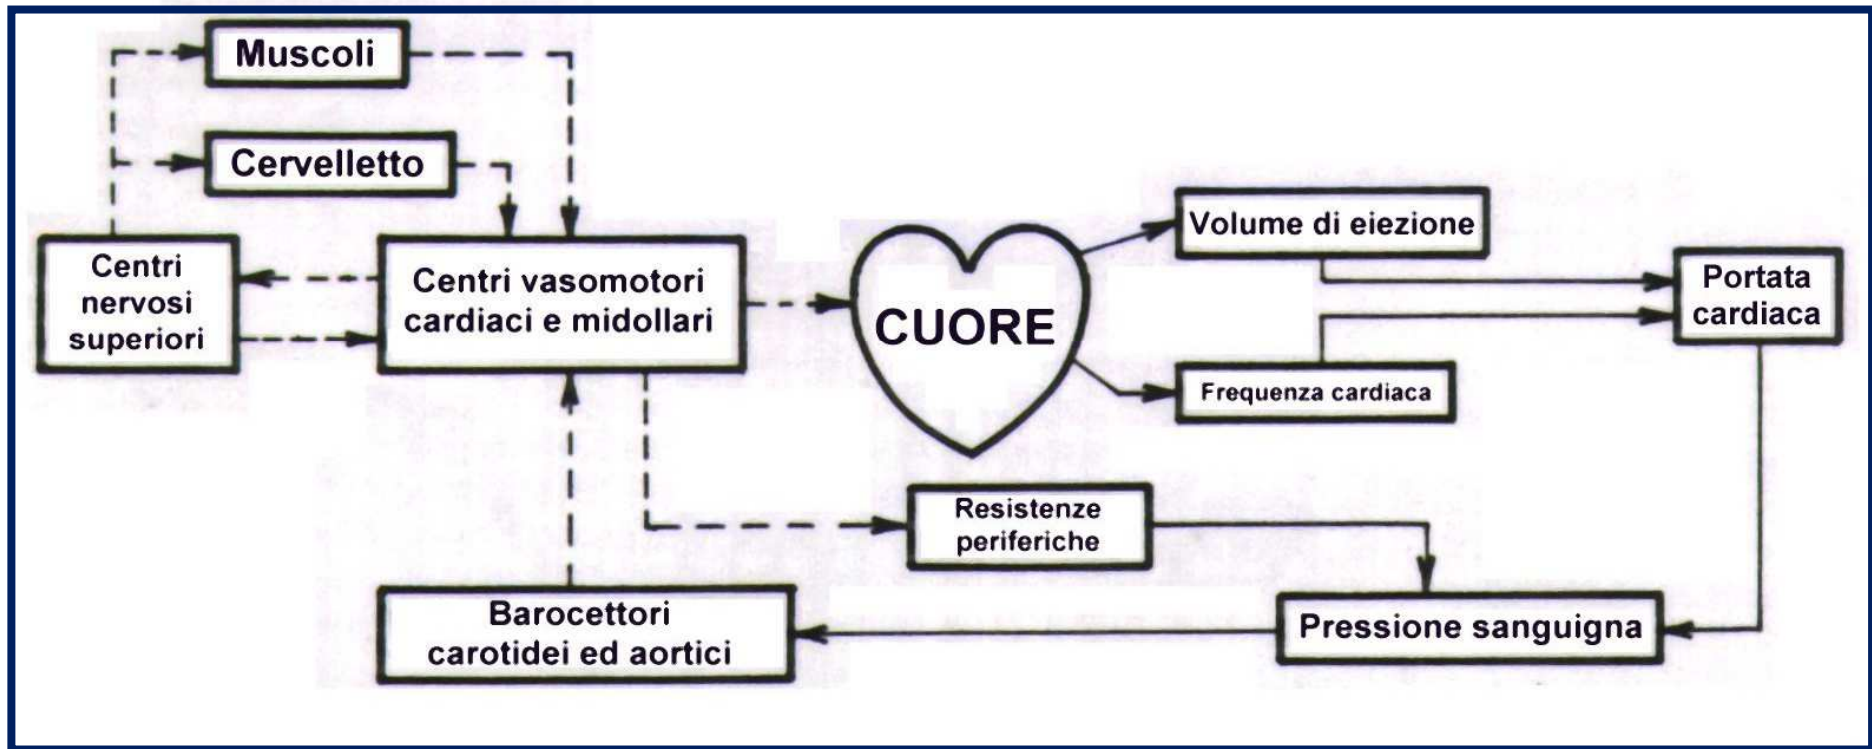 Muscoli
Cervelletto
Centri
nervosi
superiori
Centri vasomotori
cardiaci e midollari
CUORE
Volume di eiezione
Frequenza cardiaca
Portata
cardiaca
Resistenze
periferiche
Barocettori
carotidei ed aortici
Pressione sanguigna